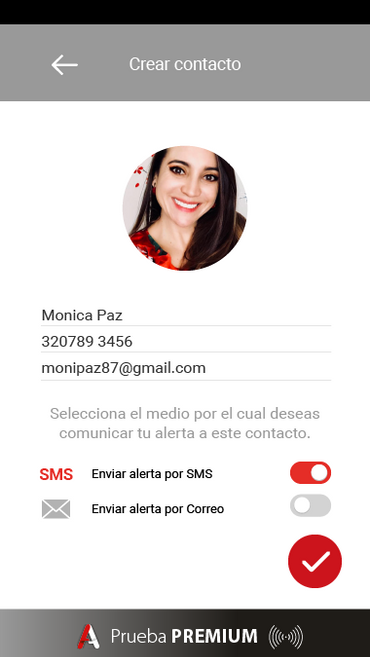 Crear contacto
Monica Paz
320789 3456
monipaz87@gmail.com
Selecciona el medio por el cual deseas
comunicar tu alerta a este contacto.
SMS Enviar alerta por SMS
Enviar alerta por Correo
Prueba PREMIUM